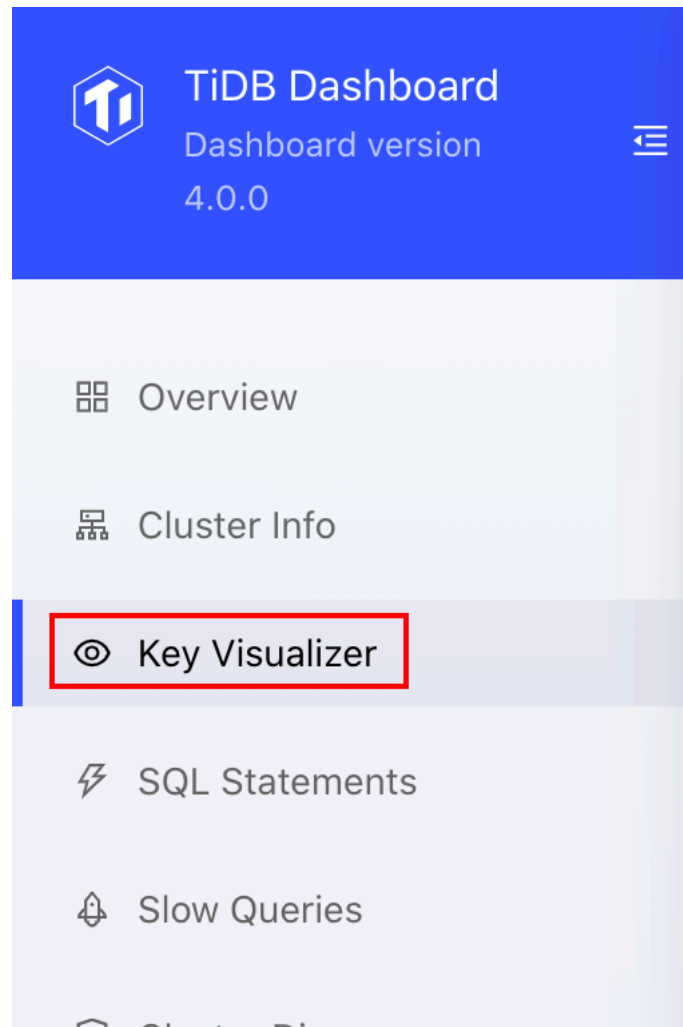 TiDB Dashboard
Dashboard version
4.0.0
Overview
Cluster Info
Key Visualizer
SQL Statements
Slow Queries